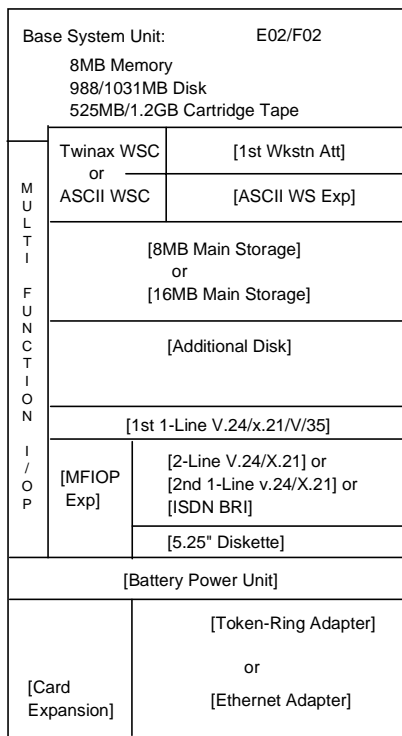 Base System Unit: E02/F02
8MB Memory
988/1031MB Disk
525MB/1.2GB Cartridge Tape
MULTI FUNCTION I/OP
Twinax WSC
or
ASCII WSC
[1st Wkstn Att]
[ASCII WS Exp]
[8MB Main Storage]
or
[16MB Main Storage]
[Additional Disk]
[1st 1-Line V.24/x.21/V/35]
[MFIOP
Exp]
[2-Line V.24/X.21] or
[2nd 1-Line v.24/X.21] or
[ISDN BRI]
[5.25" Diskette]
[Battery Power Unit]
[Card
Expansion]
[Token-Ring Adapter]
or
[Ethernet Adapter]